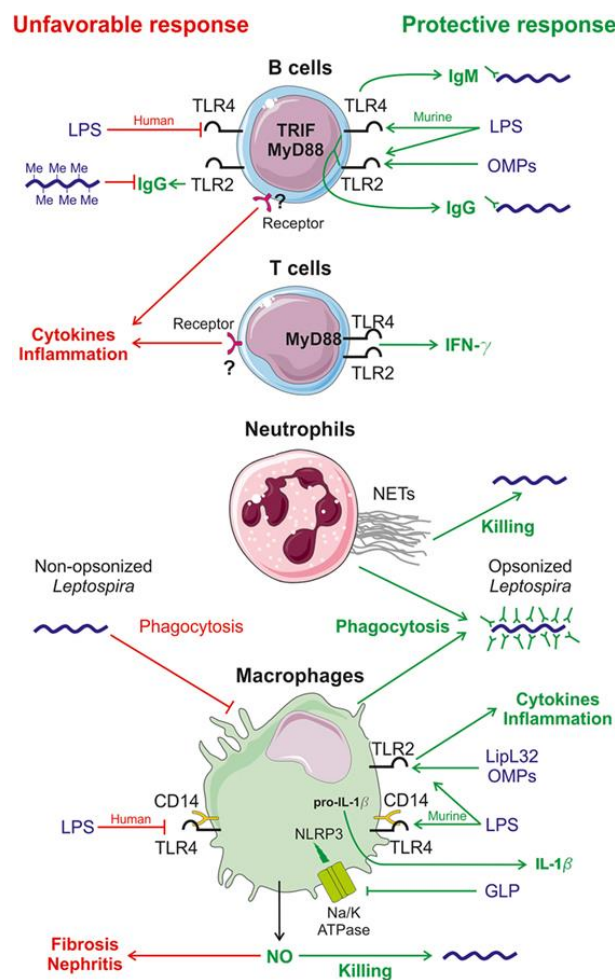 Unfavorable response
Protective response
B cells
IgM
TLR4
TLR4
LPS
Human
TRIF
MyD88
Murine
LPS
Me Me Me
Me Me Me
IgG
TLR2
TLR2
OMPs
?
Receptor
IgG
T cells
Cytokines
Inflammation
Receptor
?
MyD88
TLR4
TLR2
IFN-γ
Neutrophils
NETs
Killing
Non-opsonized
Leptospira
Opsonized
Leptospira
Phagocytosis
Phagocytosis
Macrophages
Cytokines
Inflammation
TLR2
LipL32
OMPs
CD14
pro-IL-1β
CD14
LPS
Human
TLR4
Murine
LPS
TLR4
NLRP3
IL-1β
GLP
Na/K
ATPase
Fibrosis
Nephritis
NO
Killing